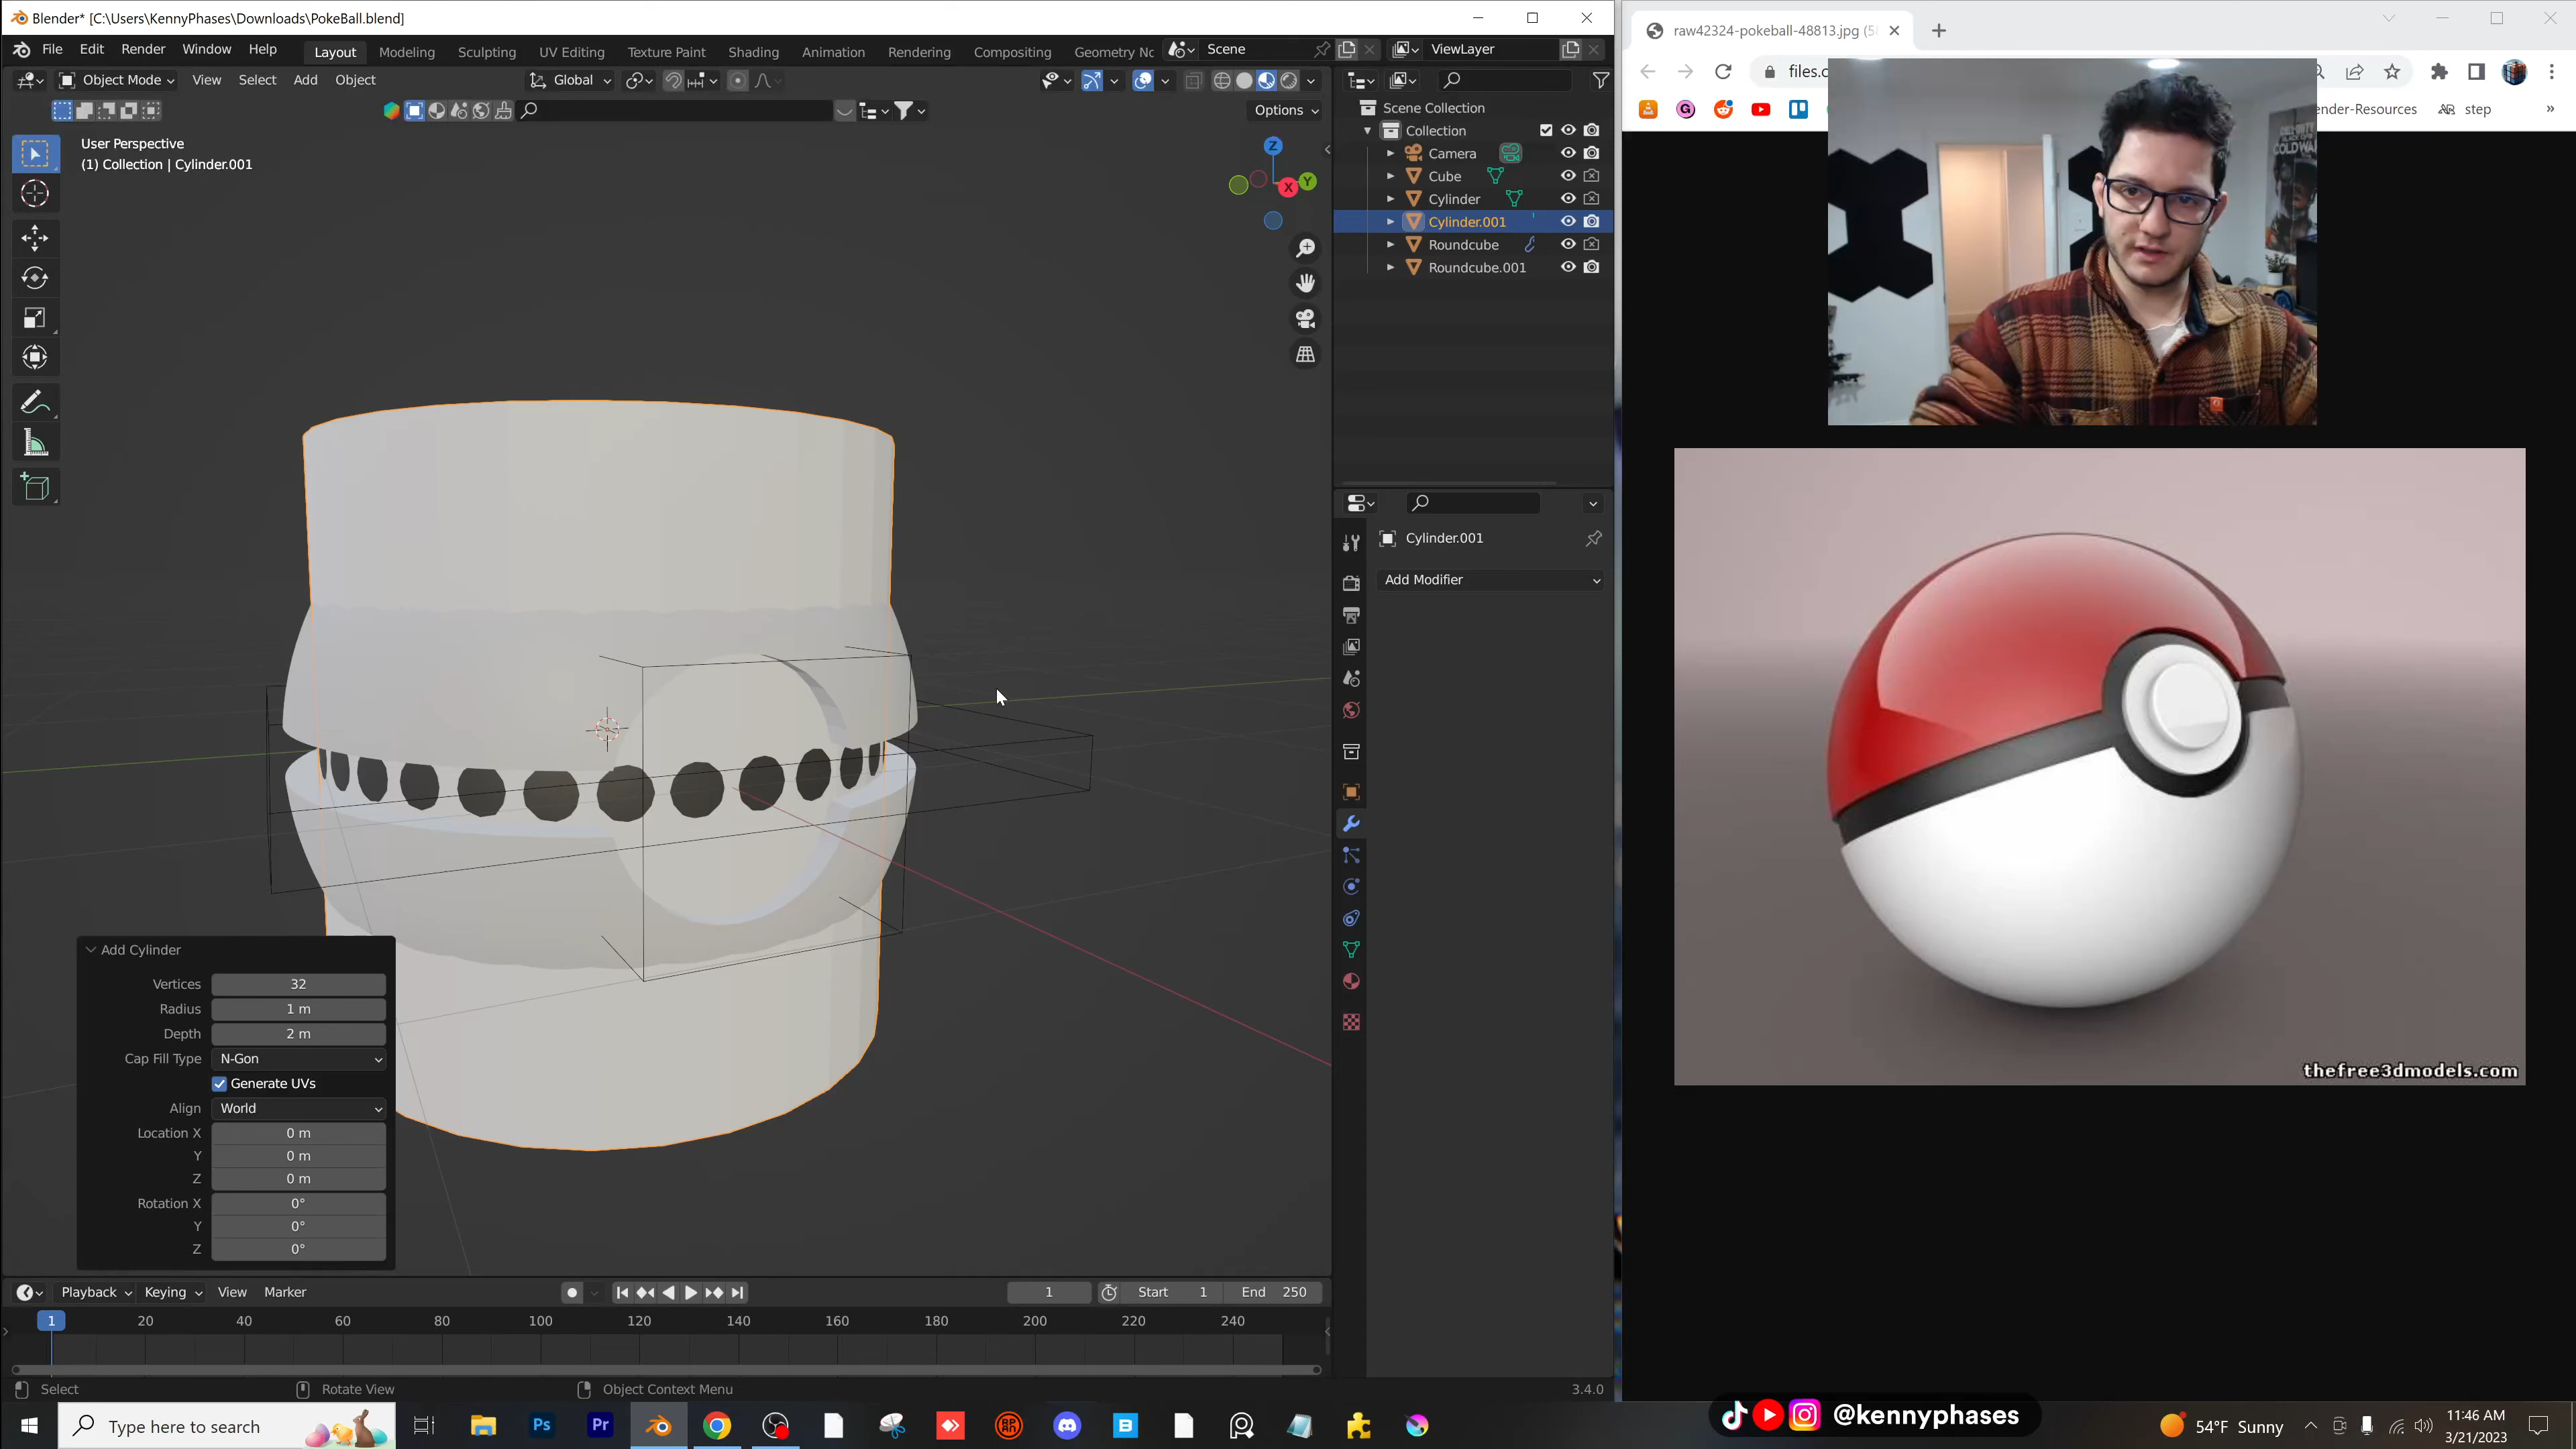 Blender* [C:\Users\KennyPhases\Downloads\PokeBall.blend]
File Edit Render Window Help
Layout Modeling Sculpting UV Editing Texture Paint Shading Animation Rendering Compositing Geometry Nc
Scene
ViewLayer
Object Mode View Select Add Object
Global
Options
User Perspective
(1) Collection | Cylinder.001
Z
X
Y
Scene Collection
Collection
Camera
Cube
Cylinder
Cylinder.001
Roundcube
Roundcube.001
Cylinder.001
Add Modifier
Add Cylinder
Vertices 32
Radius 1 m
Depth 2 m
Cap Fill Type N-Gon
Generate UVs
Align World
Location X 0 m
Y 0 m
Z 0 m
Rotation X 0°
Y 0°
Z 0°
Playback Keying View Marker
1
Start 1
End 250
1 20 40 60 80 100 120 140 160 180 200 220 240
Select
Rotate View
Object Context Menu
3.4.0
raw42324-pokeball-48813.jpg (5
files.c
ender-Resources
step
COLD WAR
thefree3dmodels.com
Type here to search
Ps
Pr
@kennyphases
54°F Sunny
11:46 AM
3/21/2023